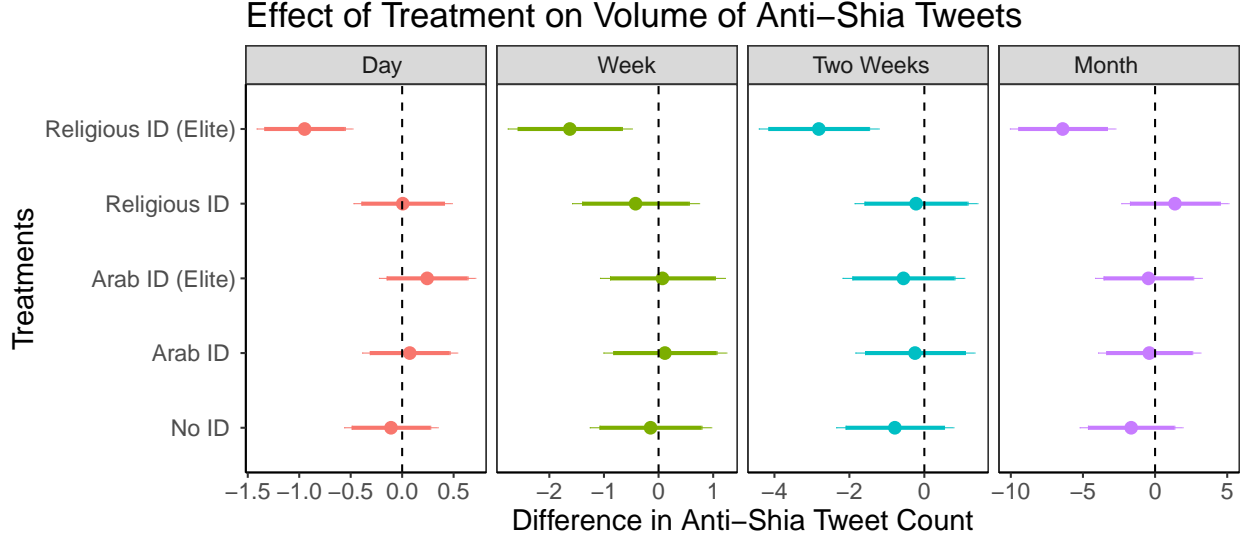 Effect of Treatment on Volume of Anti−Shia Tweets
Day
Week
Two Weeks
Month
Religious ID (Elite)
Religious ID
Arab ID (Elite)
Arab ID
No ID
Treatments
−1.5 −1.0 −0.5 0.0 0.5
−2 −1 0 1
−4 −2 0
−10 −5 0 5
Difference in Anti−Shia Tweet Count